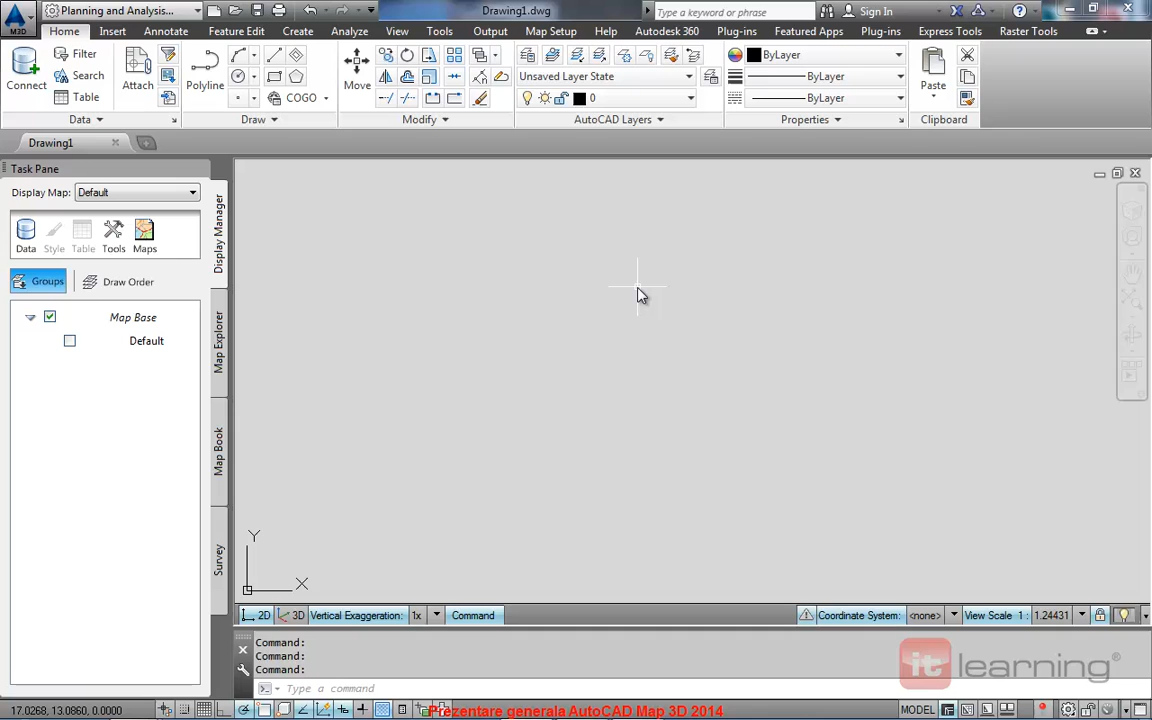 M3D
Planning and Analysis...
Drawing1.dwg
Type a keyword or phrase
Sign In
Home Insert Annotate Feature Edit Create Analyze View Tools Output Map Setup Help Autodesk 360 Plug-ins Featured Apps Plug-ins Express Tools Raster Tools
Connect
Filter
Search
Table
Attach
Data
Polyline
COGO
Draw
Move
Modify
Unsaved Layer State
0
AutoCAD Layers
ByLayer
ByLayer
ByLayer
Properties
Paste
Clipboard
Drawing1
Task Pane
Display Map: Default
Data Style Table Tools Maps
Groups Draw Order
Map Base
Default
Display Manager
Map Explorer
Map Book
Survey
Y
X
2D 3D Vertical Exaggeration: 1x Command
Coordinate System: <none> View Scale 1 : 1.24431
Command:
Command:
Command:
Type a command
it learning®
17.0268, 13.0860, 0.0000
Prezentare generala AutoCAD Map 3D 2014
MODEL